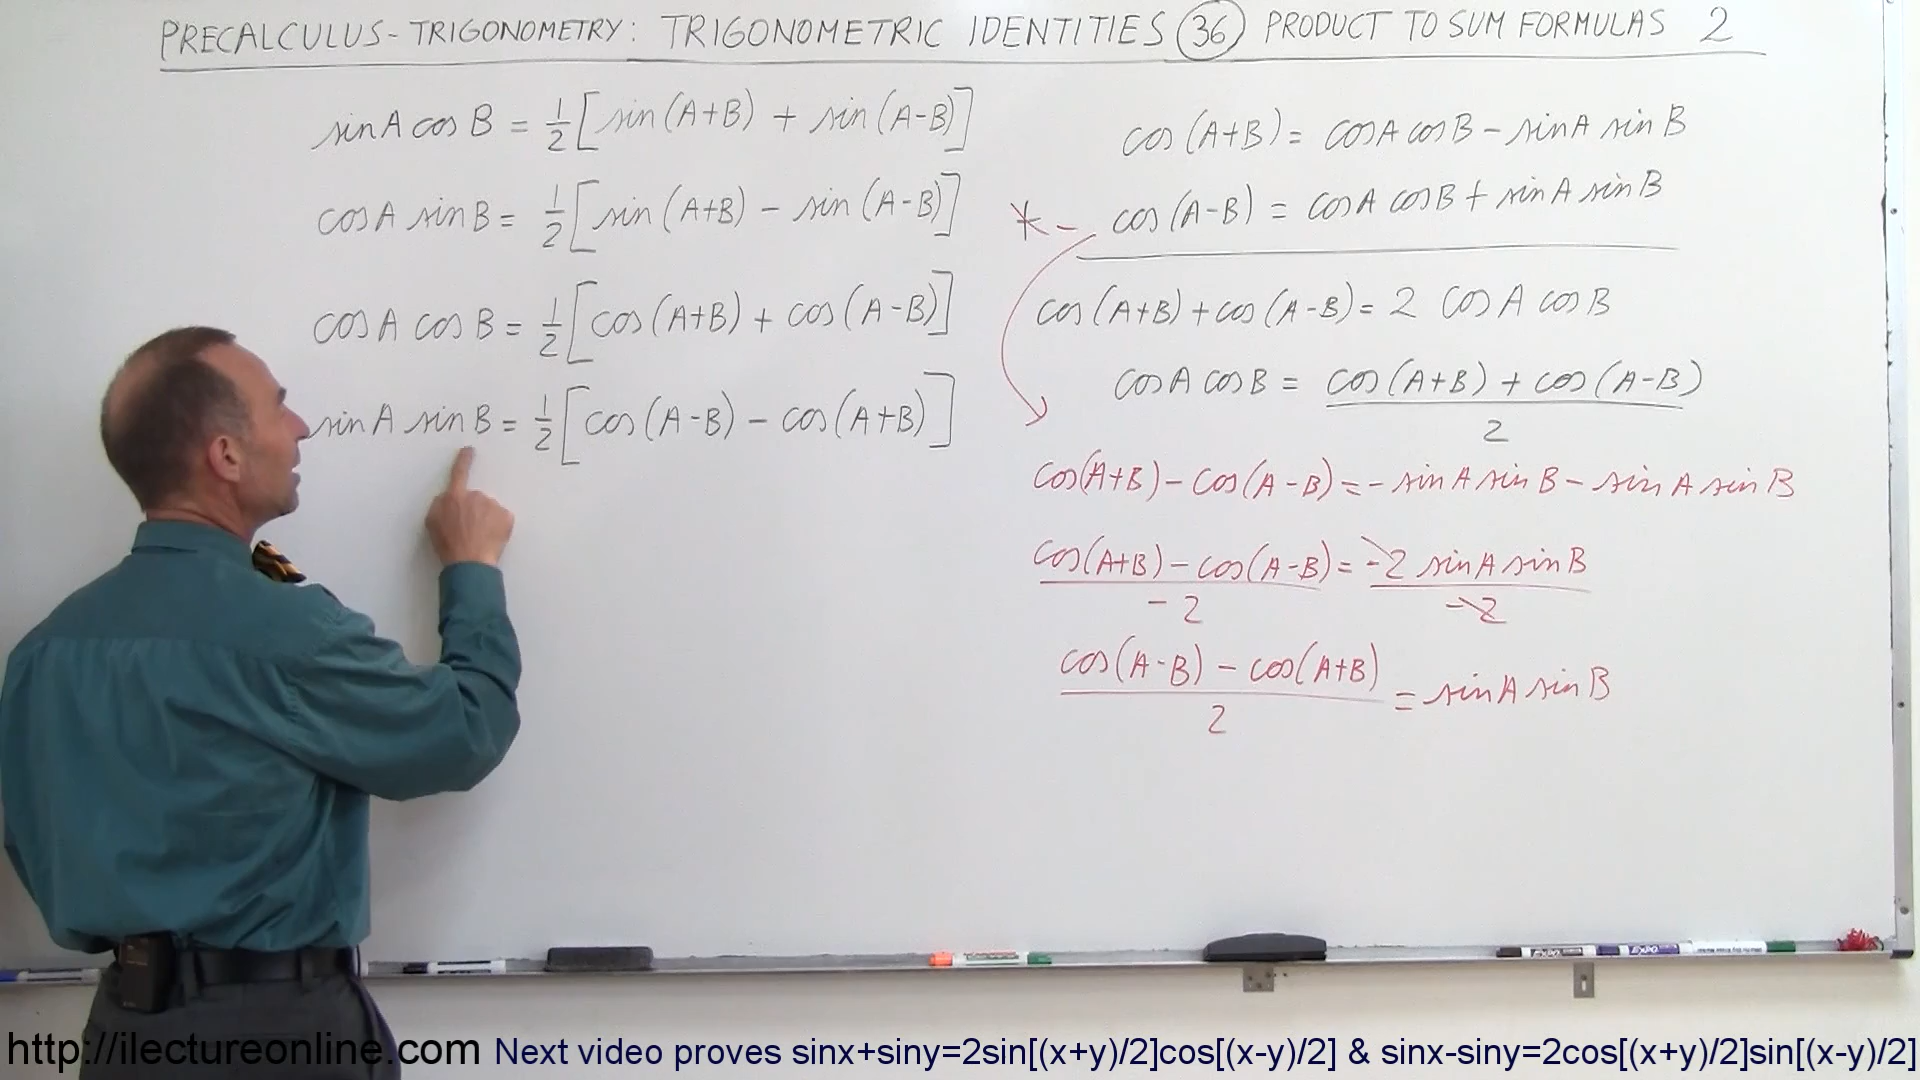 PRECALCULUS - TRIGONOMETRY: TRIGONOMETRIC IDENTITIES 36 PRODUCT TO SUM FORMULAS 2
sinA cos B = 1/2 [sin(A+B) + sin(A-B)]
cosA sinB = 1/2 [sin(A+B) - sin(A-B)]
cosA cosB = 1/2 [cos(A+B) + cos(A-B)]
sinA sinB = 1/2 [cos(A-B) - cos(A+B)]
cos(A+B) = cosA cosB - sinA sinB
* - cos(A-B) = cosA cosB + sinA sinB
cos(A+B) + cos(A-B) = 2 cosA cosB
cosA cosB = cos(A+B) + cos(A-B)
2
cos(A+B) - cos(A-B) = - sinA sinB - sinA sinB
cos(A+B) - cos(A-B) = -2 sinA sinB
-2 -2
cos(A-B) - cos(A+B) = sinA sinB
2
EXPO EXPO
http://ilectureonline.com Next video proves sinx+siny=2sin[(x+y)/2]cos[(x-y)/2] & sinx-siny=2cos[(x+y)/2]sin[(x-y)/2]